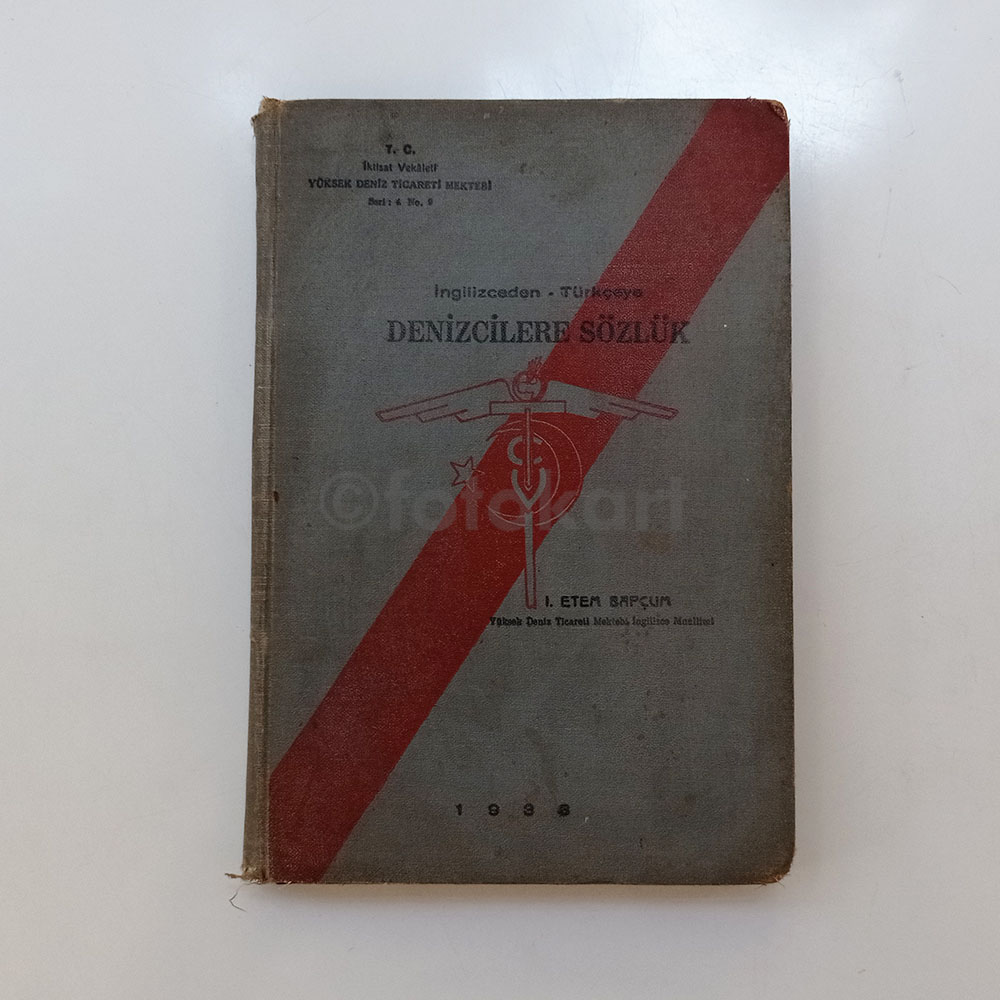 T. C.
İktisat Vekâleti
YÜKSEK DENİZ TİCARETİ MEKTEBİ
Seri: 4 No. 9
İngilizceden - Türkçeye
DENİZCİLERE SÖZLÜK
©fotokart
I. ETEM BAPÇUM
Yüksek Deniz Ticareti Mektebi İngilizce Muallimi
1936